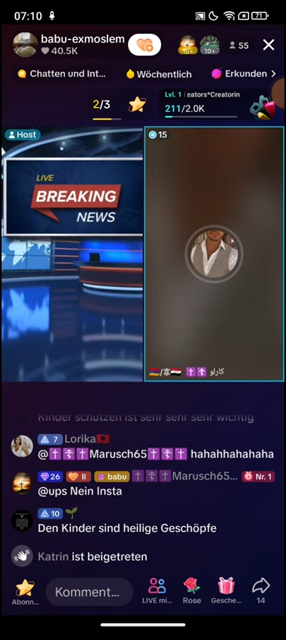 07:10
71
babu-exmoslem
40.5K
10+
55
Chatten und Int...
Wöchentlich
Erkunden
2/3
Lvl. 1
eators*Creatorin
211/2.0K
Host
15
LIVE
BREAKING
NEWS
كارلو
Kinder schützen ist sehr sehr sehr wichtig
7 Lorika
@✝️☦️Marusch65✝️☦️✝️ hahahhahahaha
26 II babu ✝️☦️✝️Marusch65... Nr. 1
@ups Nein Insta
10
Den Kinder sind heilige Geschöpfe
Katrin ist beigetreten
Abonn...
Komment...
LIVE mi...
Rose
Gesche...
14